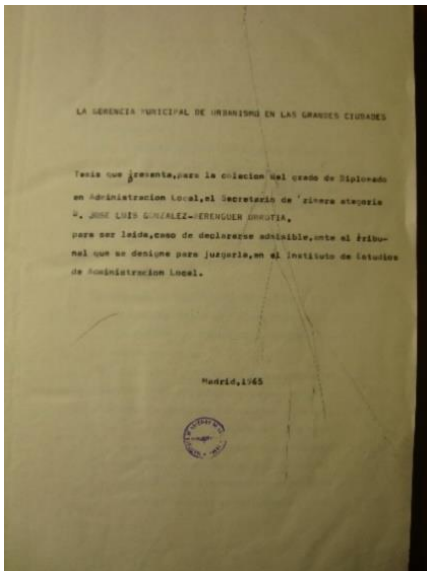 LA GERENCIA MUNICIPAL DE URBANISMO EN LAS GRANDES CIUDADES
Tesis que presenta,para la colacion del grado de Diplomado
en Administracion Local,el Secretario de primera ategoria
D. JOSE LUIS GONZALEZ-BERENGUER URRUTIA,
para ser leida,caso de declararse admisible,ante el Tribu-
nal que se designe para juzgarla,en el Instituto de Estudios
de Administracion Local.
Madrid,1965